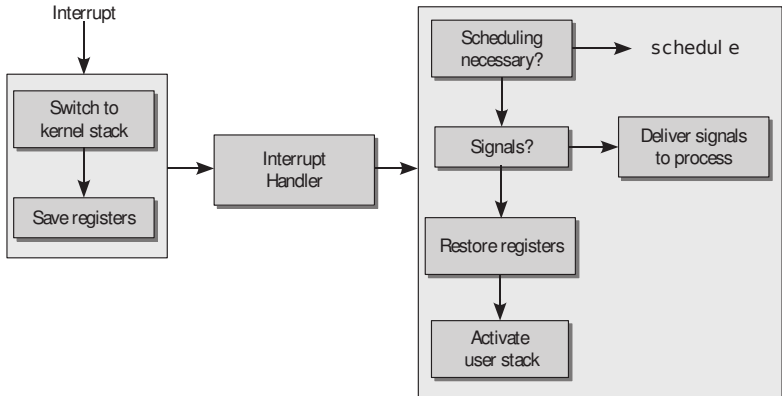 Interrupt
Switch to
kernel stack
Save registers
Interrupt
Handler
Scheduling
necessary?
schedule
Signals?
Deliver signals
to process
Restore registers
Activate
user stack